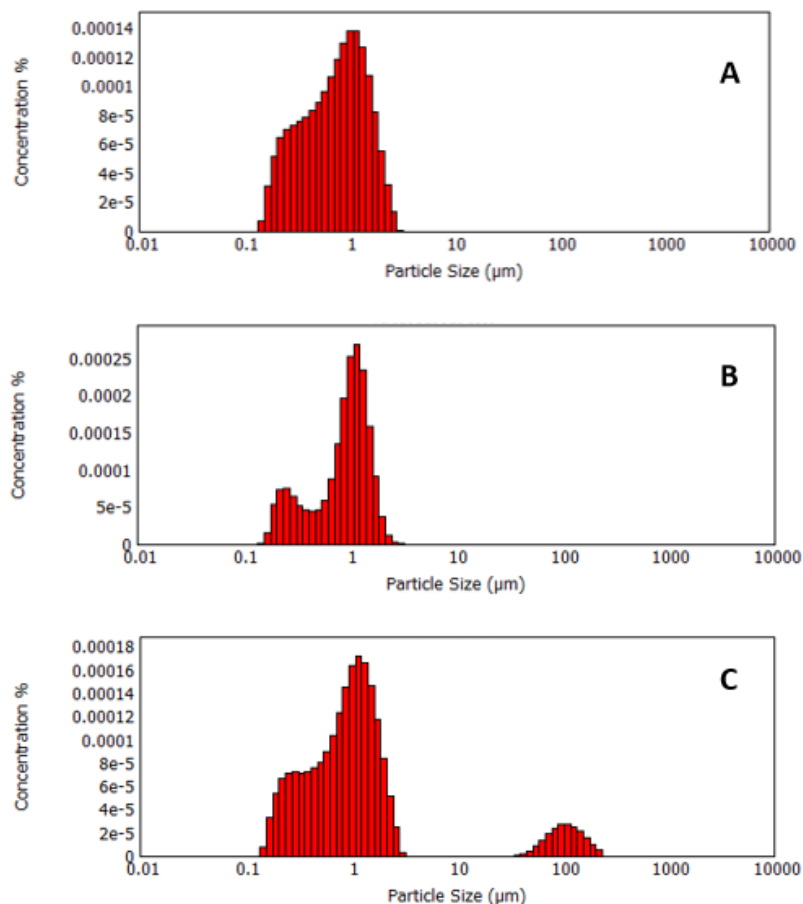 0.00014
0.00012
0.0001
8e-5
6e-5
4e-5
2e-5
0
Concentration %
A
0.01 0.1 1 10 100 1000 10000
Particle Size (µm)
0.00025
0.0002
0.00015
0.0001
5e-5
0
Concentration %
B
0.01 0.1 1 10 100 1000 10000
Particle Size (µm)
0.00018
0.00016
0.00014
0.00012
0.0001
8e-5
6e-5
4e-5
2e-5
0
Concentration %
C
0.01 0.1 1 10 100 1000 10000
Particle Size (µm)